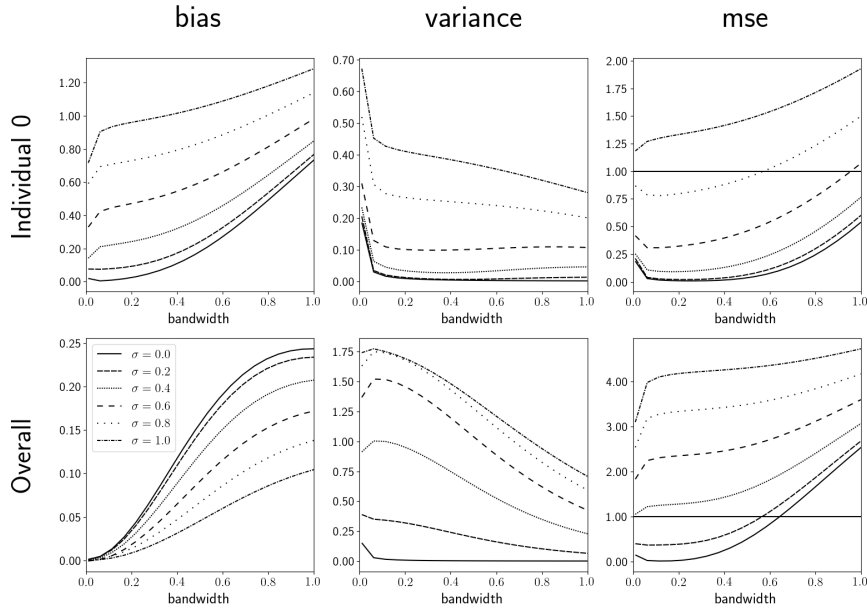 bias variance mse
Individual 0
1.20
1.00
0.80
0.60
0.40
0.20
0.00
0.0 0.2 0.4 0.6 0.8 1.0
bandwidth
0.70
0.60
0.50
0.40
0.30
0.20
0.10
0.00
0.0 0.2 0.4 0.6 0.8 1.0
bandwidth
2.00
1.75
1.50
1.25
1.00
0.75
0.50
0.25
0.00
0.0 0.2 0.4 0.6 0.8 1.0
bandwidth
Overall
0.25
0.20
0.15
0.10
0.05
0.00
σ = 0.0
σ = 0.2
σ = 0.4
σ = 0.6
σ = 0.8
σ = 1.0
0.0 0.2 0.4 0.6 0.8 1.0
bandwidth
1.75
1.50
1.25
1.00
0.75
0.50
0.25
0.00
0.0 0.2 0.4 0.6 0.8 1.0
bandwidth
4.00
3.00
2.00
1.00
0.00
0.0 0.2 0.4 0.6 0.8 1.0
bandwidth